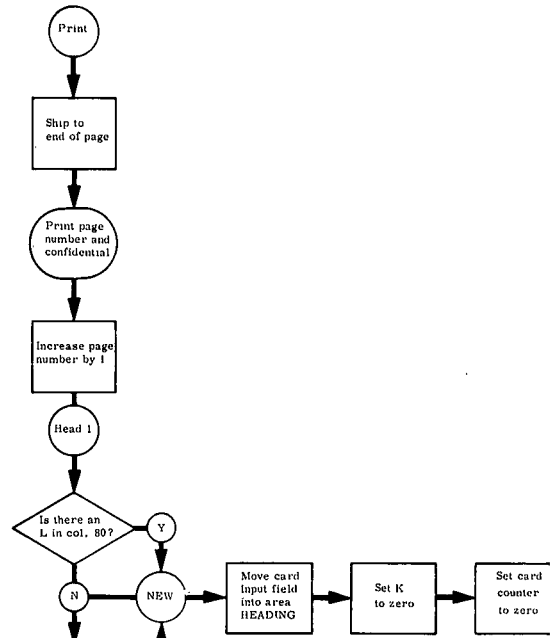 Print
Ship to
end of page
Print page
number and
confidential
Increase page
number by 1
Head 1
Is there an
L in col. 80?
Y
N
NEW
Move card
Input field
into area
HEADING
Set K
to zero
Set card
counter
to zero